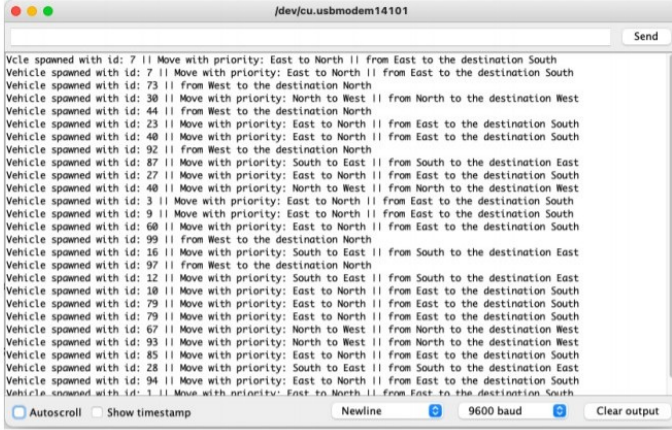 /dev/cu.usbmodem14101
Send
Vcle spawned with id: 7 || Move with priority: East to North || from East to the destination South
Vehicle spawned with id: 7 || Move with priority: East to North || from East to the destination South
Vehicle spawned with id: 73 || from West to the destination North
Vehicle spawned with id: 30 || Move with priority: North to West || from North to the destination West
Vehicle spawned with id: 44 || from West to the destination North
Vehicle spawned with id: 23 || Move with priority: East to North || from East to the destination South
Vehicle spawned with id: 40 || Move with priority: East to North || from East to the destination South
Vehicle spawned with id: 92 || from West to the destination North
Vehicle spawned with id: 87 || Move with priority: South to East || from South to the destination East
Vehicle spawned with id: 27 || Move with priority: East to North || from East to the destination South
Vehicle spawned with id: 40 || Move with priority: North to West || from North to the destination West
Vehicle spawned with id: 3 || Move with priority: East to North || from East to the destination South
Vehicle spawned with id: 9 || Move with priority: East to North || from East to the destination South
Vehicle spawned with id: 60 || Move with priority: East to North || from East to the destination South
Vehicle spawned with id: 99 || from West to the destination North
Vehicle spawned with id: 16 || Move with priority: South to East || from South to the destination East
Vehicle spawned with id: 97 || from West to the destination North
Vehicle spawned with id: 12 || Move with priority: South to East || from South to the destination East
Vehicle spawned with id: 10 || Move with priority: East to North || from East to the destination South
Vehicle spawned with id: 79 || Move with priority: East to North || from East to the destination South
Vehicle spawned with id: 79 || Move with priority: East to North || from East to the destination South
Vehicle spawned with id: 67 || Move with priority: North to West || from North to the destination West
Vehicle spawned with id: 93 || Move with priority: North to West || from North to the destination West
Vehicle spawned with id: 85 || Move with priority: East to North || from East to the destination South
Vehicle spawned with id: 28 || Move with priority: South to East || from South to the destination East
Vehicle spawned with id: 94 || Move with priority: East to North || from East to the destination South
Vehicle spawned with id: 1 || Move with priority: East to North || from East to the destination South
Autoscroll Show timestamp Newline 9600 baud Clear output